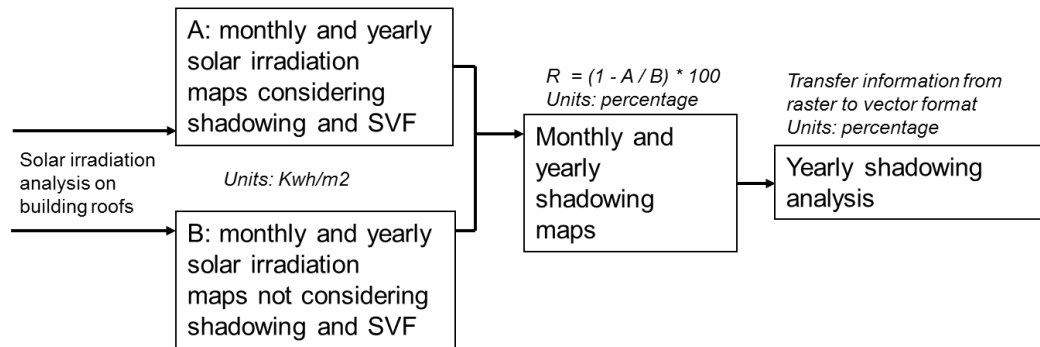 A: monthly and yearly
solar irradiation
maps considering
shadowing and SVF
Solar irradiation
analysis on
building roofs
Units: Kwh/m2
B: monthly and yearly
solar irradiation
maps not considering
shadowing and SVF
R = (1 - A / B) * 100
Units: percentage
Monthly and
yearly
shadowing
maps
Transfer information from
raster to vector format
Units: percentage
Yearly shadowing
analysis